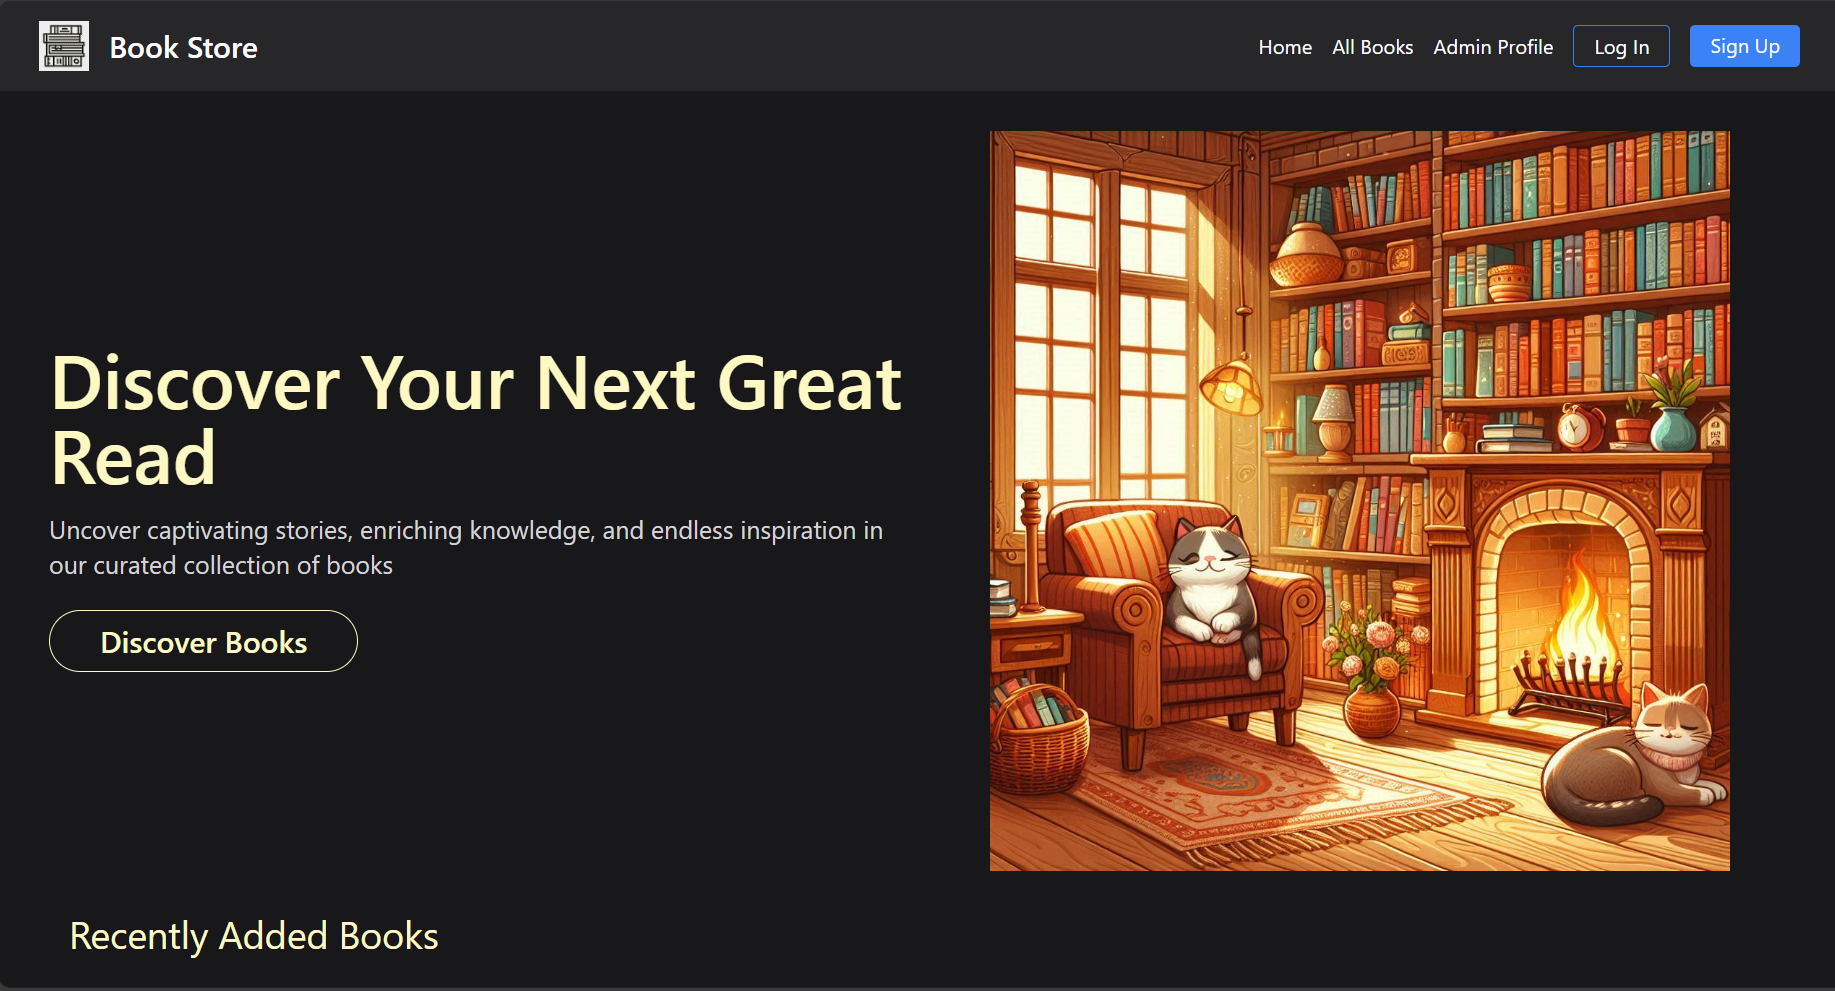 Book Store
Home
All Books
Admin Profile
Log In
Sign Up
Discover Your Next Great
Read
Uncover captivating stories, enriching knowledge, and endless inspiration in
our curated collection of books
Discover Books
Recently Added Books